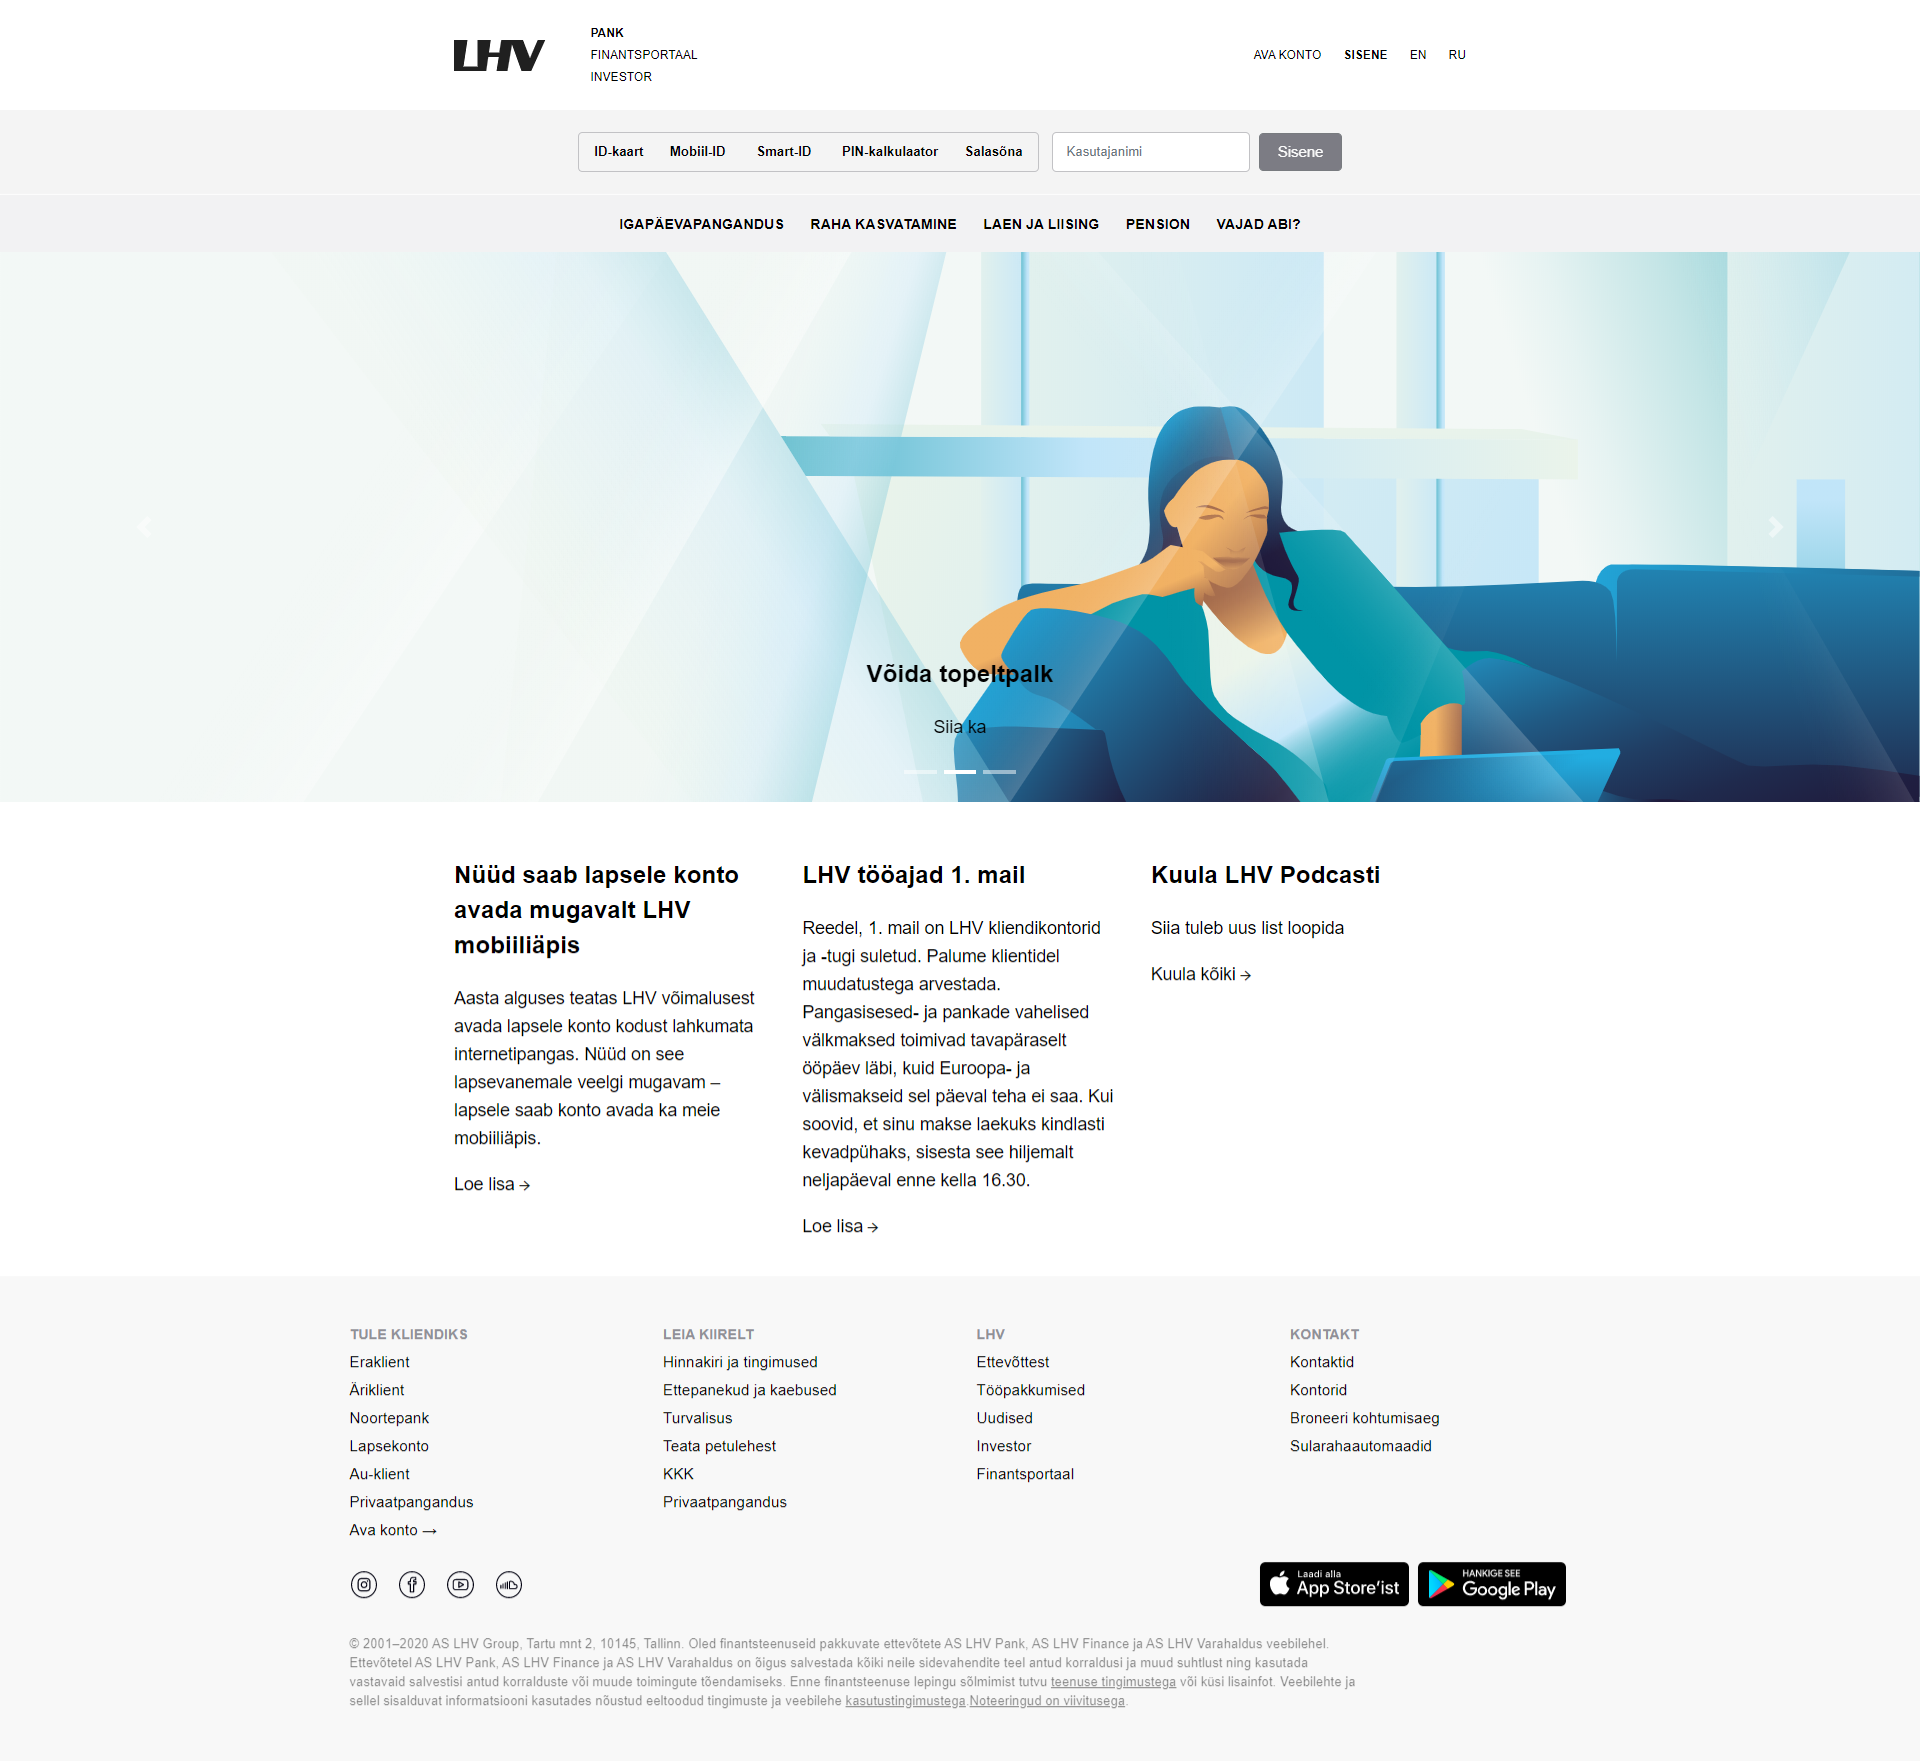 LHV
PANK
FINANTSPORTAAL
INVESTOR
AVA KONTO SISENE EN RU
ID-kaart Mobiil-ID Smart-ID PIN-kalkulaator Salasõna Kasutajanimi Sisene
IGAPÄEVAPANGANDUS RAHA KASVATAMINE LAEN JA LIISING PENSION VAJAD ABI?
Võida topeltpalk
Siia ka
Nüüd saab lapsele konto
avada mugavalt LHV
mobiiliäpis
Aasta alguses teatas LHV võimalusest
avada lapsele konto kodust lahkumata
internetipangas. Nüüd on see
lapsevanemale veelgi mugavam –
lapsele saab konto avada ka meie
mobiiliäpis.
Loe lisa →
LHV tööajad 1. mail
Reedel, 1. mail on LHV kliendikontorid
ja -tugi suletud. Palume klientidel
muudatustega arvestada.
Pangasisesed- ja pankade vahelised
välkmaksed toimivad tavapäraselt
ööpäev läbi, kuid Euroopa- ja
välismakseid sel päeval teha ei saa. Kui
soovid, et sinu makse laekuks kindlasti
kevadpühaks, sisesta see hiljemalt
neljapäeval enne kella 16.30.
Loe lisa →
Kuula LHV Podcasti
Siia tuleb uus list loopida
Kuula kõiki →
TULE KLIENDIKS
Eraklient
Äriklient
Noortepank
Lapsekonto
Au-klient
Privaatpangandus
Ava konto →
LEIA KIIRELT
Hinnakiri ja tingimused
Ettepanekud ja kaebused
Turvalisus
Teata petulehest
KKK
Privaatpangandus
LHV
Ettevõttest
Tööpakkumised
Uudised
Investor
Finantsportaal
KONTAKT
Kontaktid
Kontorid
Broneeri kohtumisaeg
Sularahaautomaadid
Laadi alla
App Store'ist
HANKIGE SEE
Google Play
© 2001–2020 AS LHV Group, Tartu mnt 2, 10145, Tallinn. Oled finantsteenuseid pakkuvate ettevõtete AS LHV Pank, AS LHV Finance ja AS LHV Varahaldus veebilehel.
Ettevõtetel AS LHV Pank, AS LHV Finance ja AS LHV Varahaldus on õigus salvestada kõiki neile sidevahendite teel antud korraldusi ja muud suhtlust ning kasutada
vastavaid salvestisi antud korralduste või muude toimingute tõendamiseks. Enne finantsteenuse lepingu sõlmimist tutvu teenuse tingimustega või küsi lisainfot. Veebilehte ja
sellel sisalduvat informatsiooni kasutades nõustud eeltoodud tingimuste ja veebilehe kasutustingimustega.Noteeringud on viivitusega.